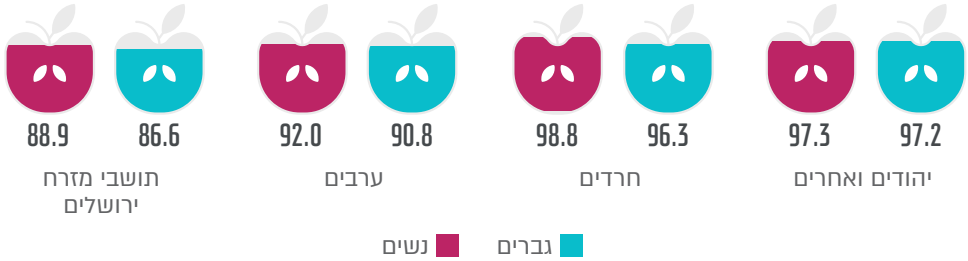 97.2 97.3 96.3 98.8 90.8 92.0 86.6 88.9
יהודים ואחרים חרדים ערבים תושבי מזרח
ירושלים
גברים נשים